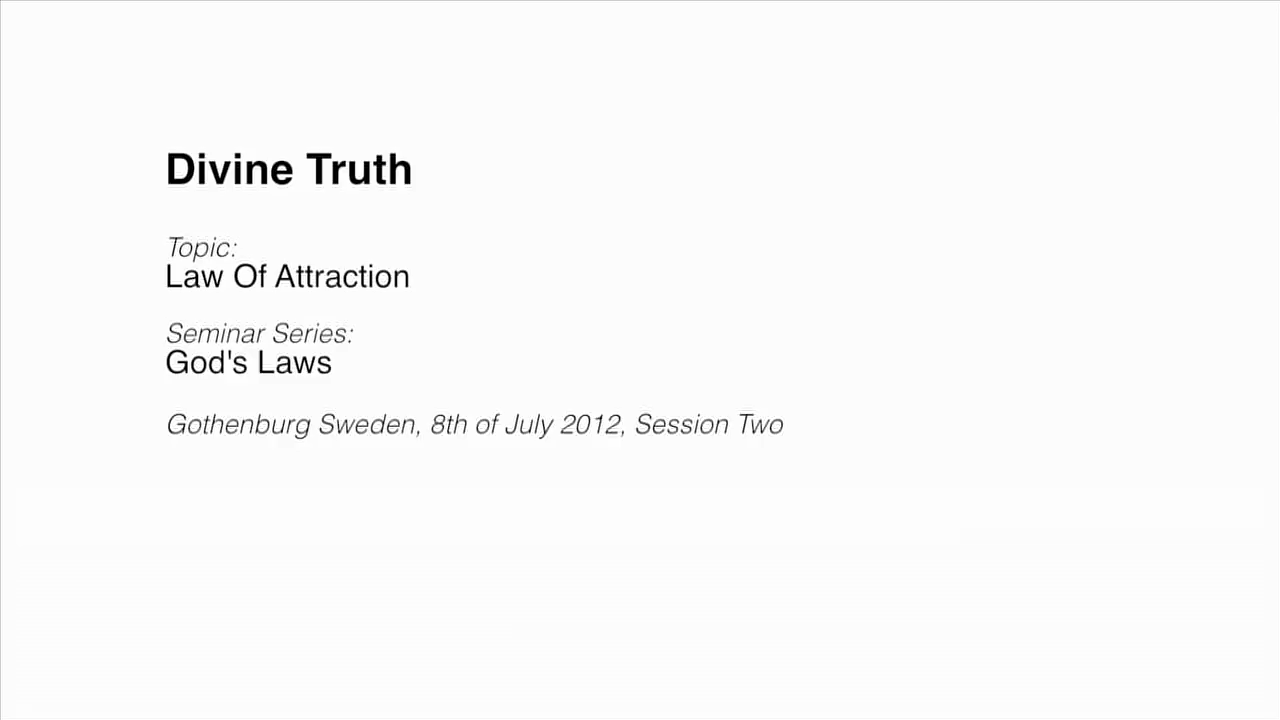 Divine Truth
Topic:
Law Of Attraction
Seminar Series:
God's Laws
Gothenburg Sweden, 8th of July 2012, Session Two